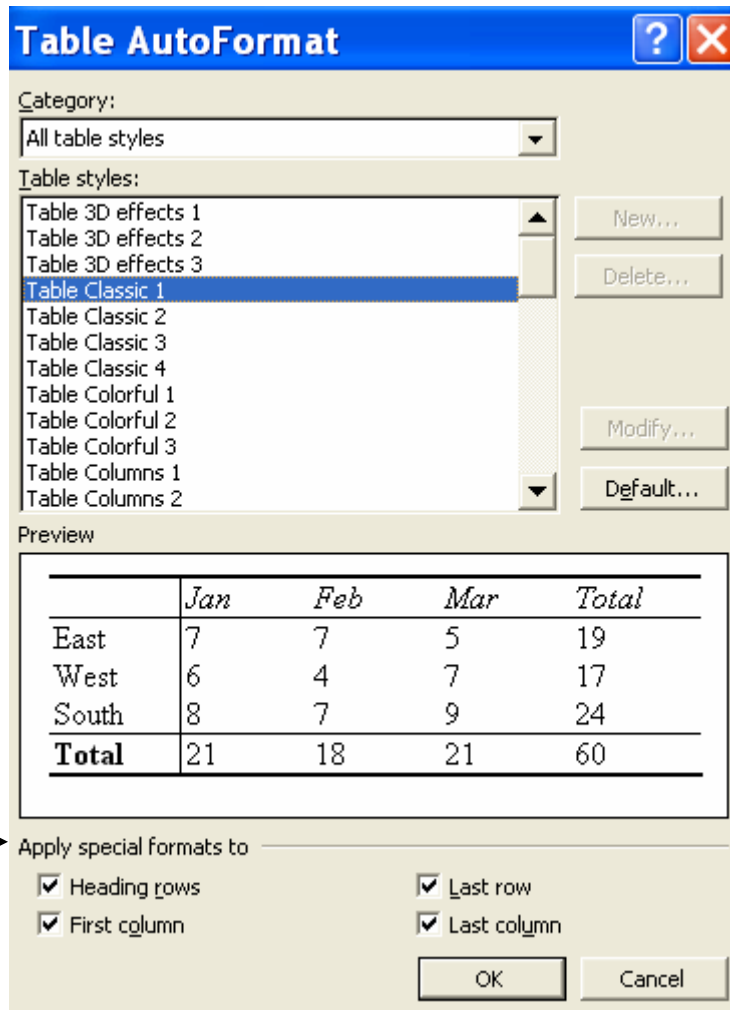 Table AutoFormat
Category:
All table styles
Table styles:
Table 3D effects 1
Table 3D effects 2
Table 3D effects 3
Table Classic 1
Table Classic 2
Table Classic 3
Table Classic 4
Table Colorful 1
Table Colorful 2
Table Colorful 3
Table Columns 1
Table Columns 2
New...
Delete...
Modify...
Default...
Preview
Jan Feb Mar Total
East 7 7 5 19
West 6 4 7 17
South 8 7 9 24
Total 21 18 21 60
Apply special formats to
Heading rows Last row
First column Last column
OK Cancel